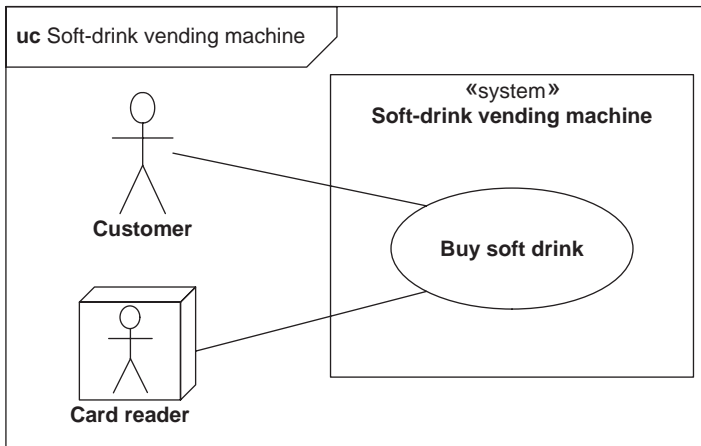 uc Soft-drink vending machine
«system»
Soft-drink vending machine
Customer
Buy soft drink
Card reader